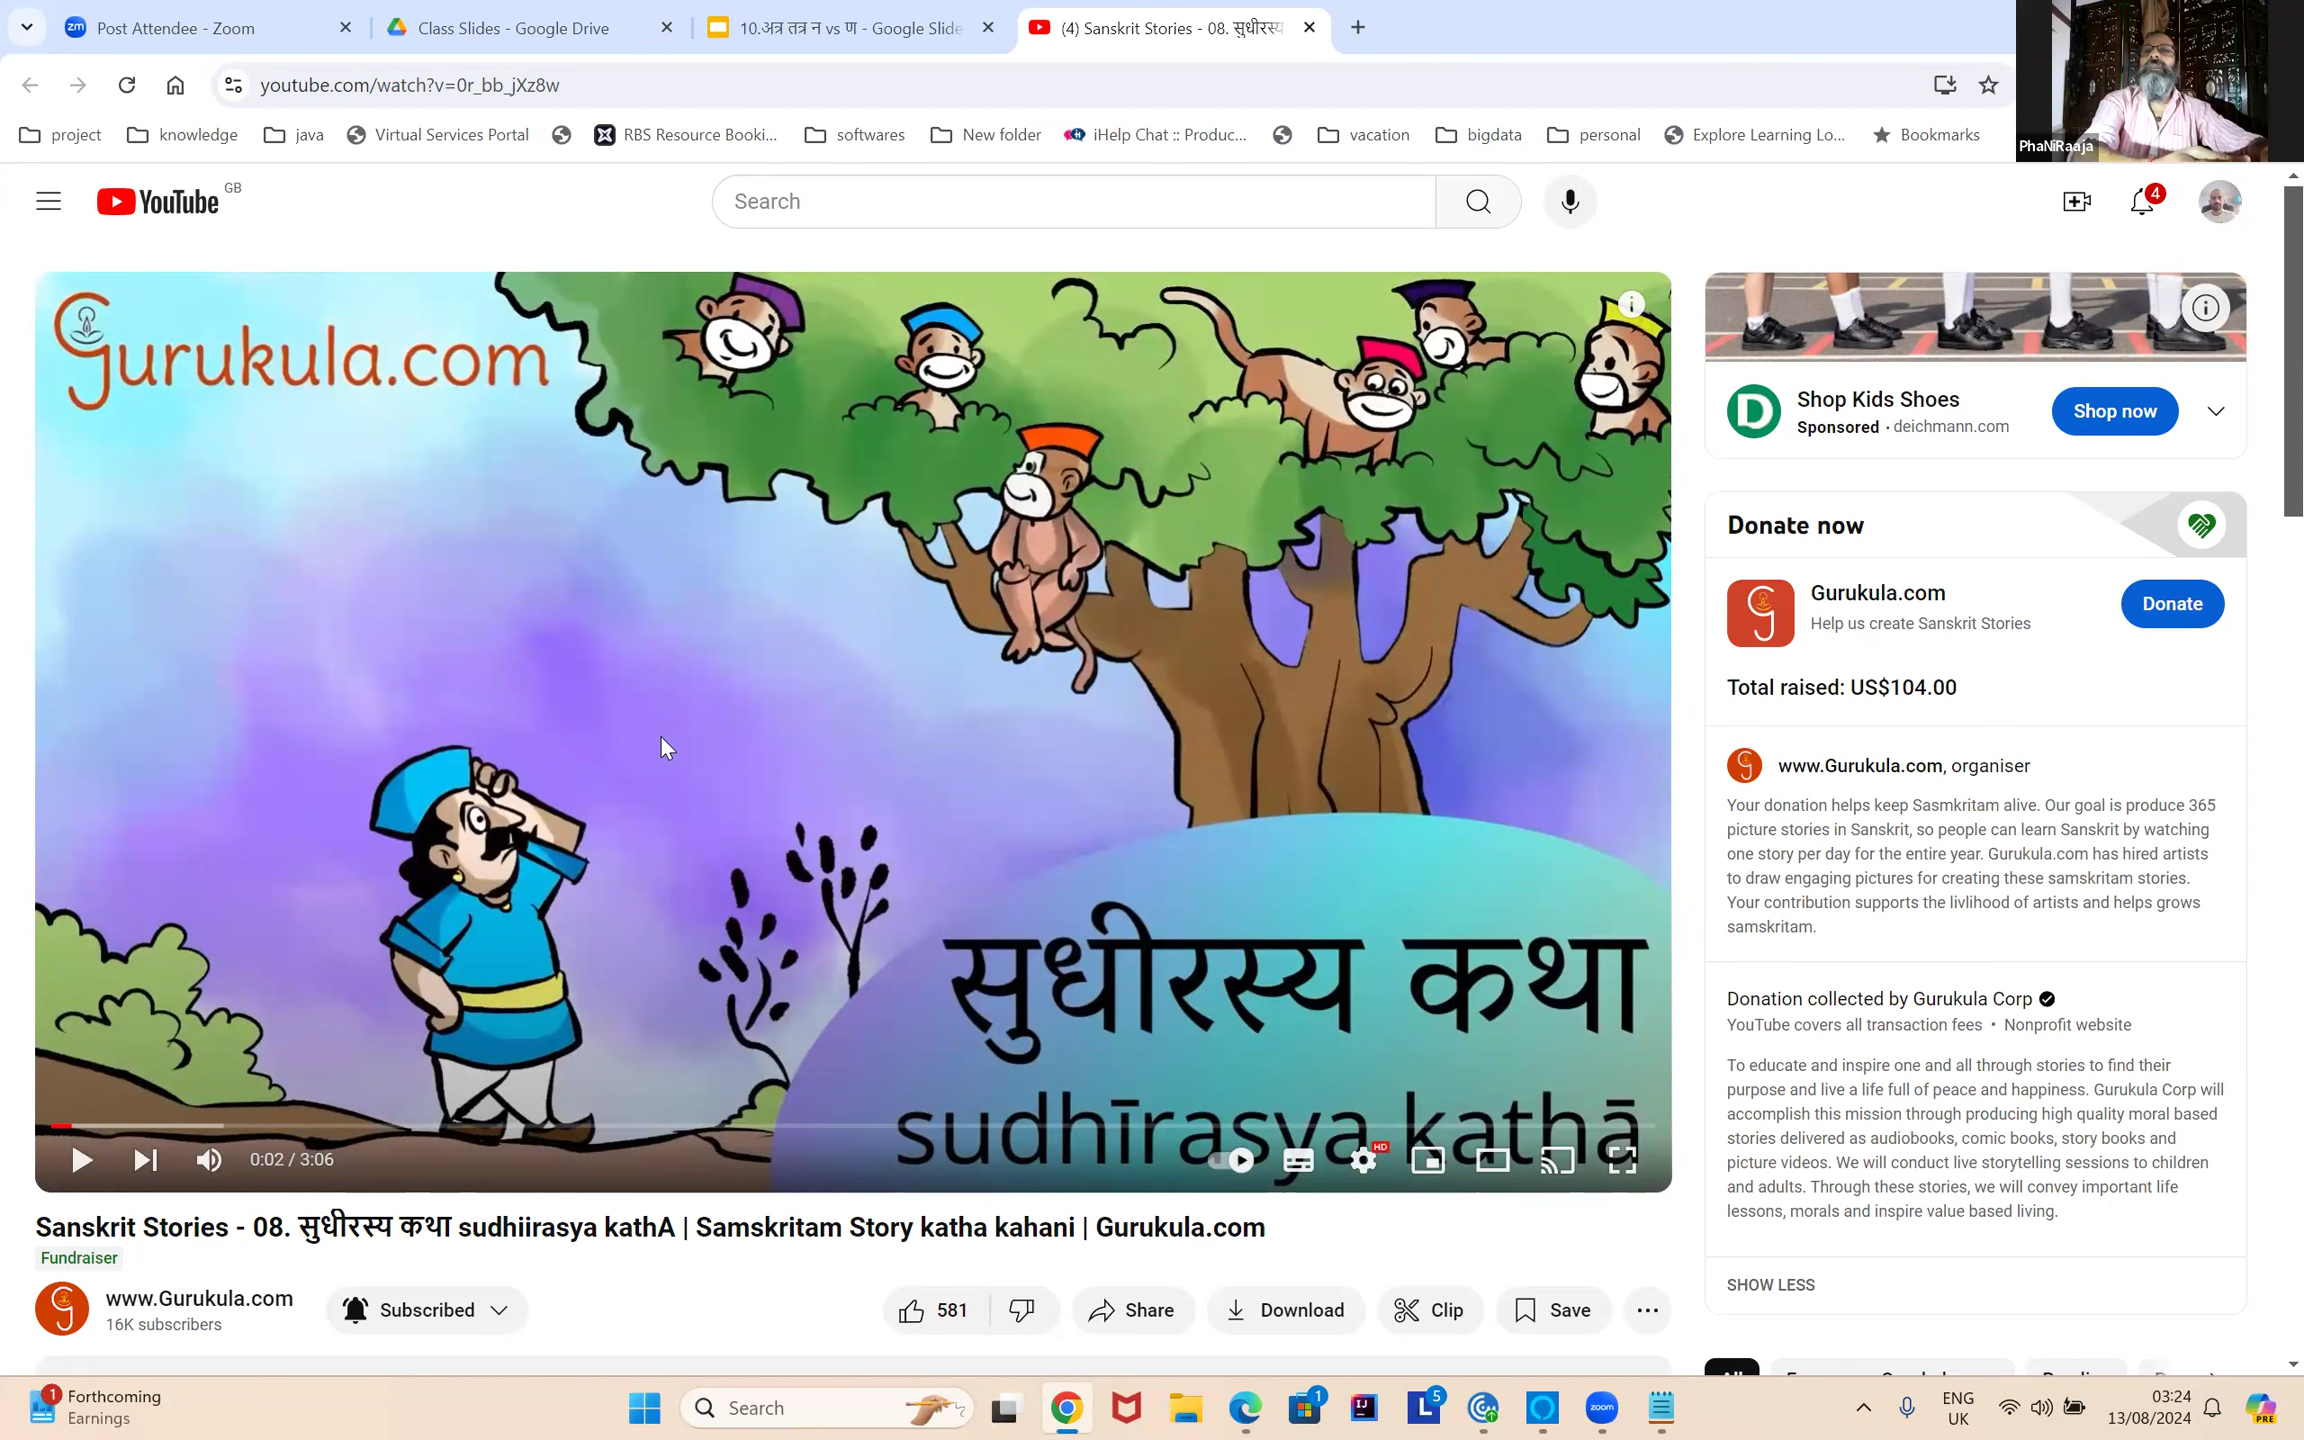 Post Attendee - Zoom
Class Slides - Google Drive
10.अत्र तत्र न vs ण - Google Slide
(4) Sanskrit Stories - 08. सुधीरस्य
youtube.com/watch?v=0r_bb_jXz8w
project
knowledge
java
Virtual Services Portal
RBS Resource Booki...
softwares
New folder
iHelp Chat :: Produc...
vacation
bigdata
personal
Explore Learning Lo...
Bookmarks
PhaNiRaaja
YouTube GB
Search
4
Gurukula.com
सुधीरस्य कथा
sudhīrasya kathā
0:02 / 3:06
HD
Sanskrit Stories - 08. सुधीरस्य कथा sudhiirasya kathA | Samskritam Story katha kahani | Gurukula.com
Fundraiser
www.Gurukula.com
16K subscribers
Subscribed
581
Share
Download
Clip
Save
Shop Kids Shoes
Sponsored · deichmann.com
Shop now
Donate now
Gurukula.com
Help us create Sanskrit Stories
Donate
Total raised: US$104.00
www.Gurukula.com, organiser
Your donation helps keep Sasmkritam alive. Our goal is produce 365
picture stories in Sanskrit, so people can learn Sanskrit by watching
one story per day for the entire year. Gurukula.com has hired artists
to draw engaging pictures for creating these samskritam stories.
Your contribution supports the livlihood of artists and helps grows
samskritam.
Donation collected by Gurukula Corp
YouTube covers all transaction fees • Nonprofit website
To educate and inspire one and all through stories to find their
purpose and live a life full of peace and happiness. Gurukula Corp will
accomplish this mission through producing high quality moral based
stories delivered as audiobooks, comic books, story books and
picture videos. We will conduct live storytelling sessions to children
and adults. Through these stories, we will convey important life
lessons, morals and inspire value based living.
SHOW LESS
1
Forthcoming
Earnings
Search
1
5
zoom
ENG
UK
03:24
13/08/2024
PRE